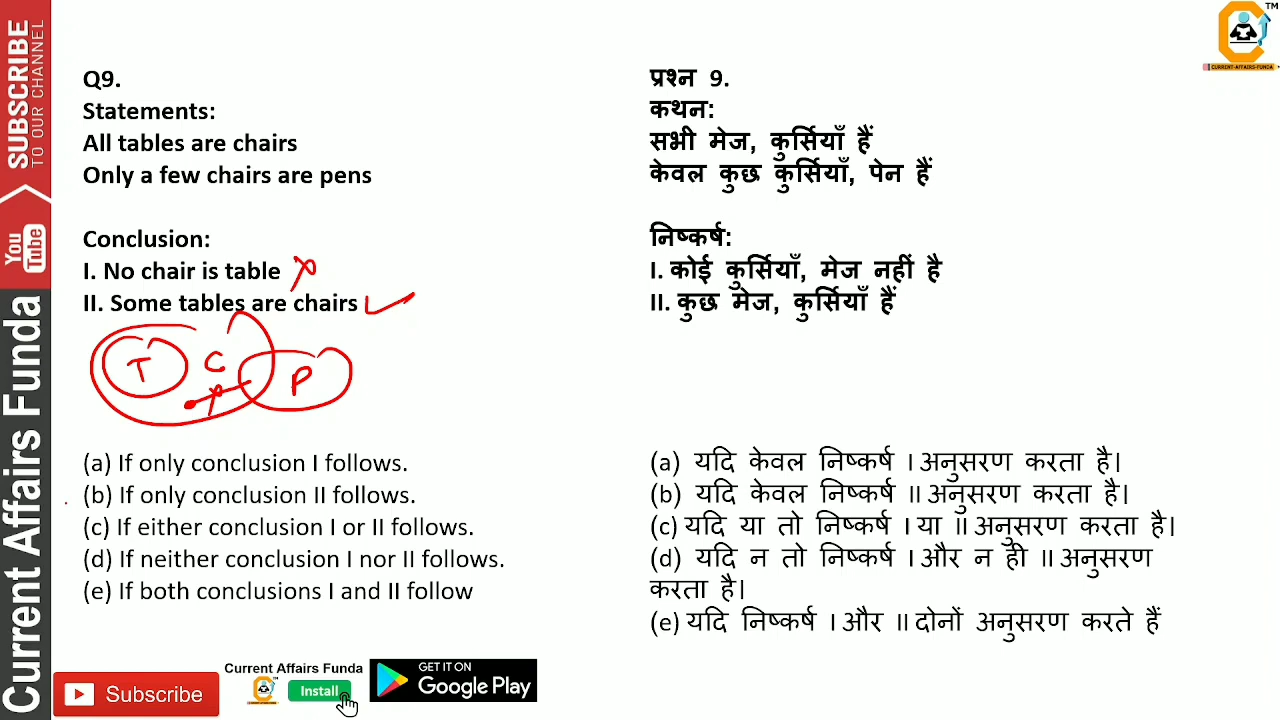 SUBSCRIBE
TO OUR CHANNEL
You
Tube
Current Affairs Funda
TM
CURRENT-AFFAIRS-FUNDA
Q9.
Statements:
All tables are chairs
Only a few chairs are pens
Conclusion:
I. No chair is table
II. Some tables are chairs
T C P
(a) If only conclusion I follows.
(b) If only conclusion II follows.
(c) If either conclusion I or II follows.
(d) If neither conclusion I nor II follows.
(e) If both conclusions I and II follow
प्रश्न 9.
कथन:
सभी मेज, कुर्सियाँ हैं
केवल कुछ कुर्सियाँ, पेन हैं
निष्कर्ष:
I. कोई कुर्सियाँ, मेज नहीं है
II. कुछ मेज, कुर्सियाँ हैं
(a) यदि केवल निष्कर्ष I अनुसरण करता है।
(b) यदि केवल निष्कर्ष II अनुसरण करता है।
(c) यदि या तो निष्कर्ष I या II अनुसरण करता है।
(d) यदि न तो निष्कर्ष I और न ही II अनुसरण
करता है।
(e) यदि निष्कर्ष I और II दोनों अनुसरण करते हैं
Subscribe
Current Affairs Funda
Install
GET IT ON
Google Play